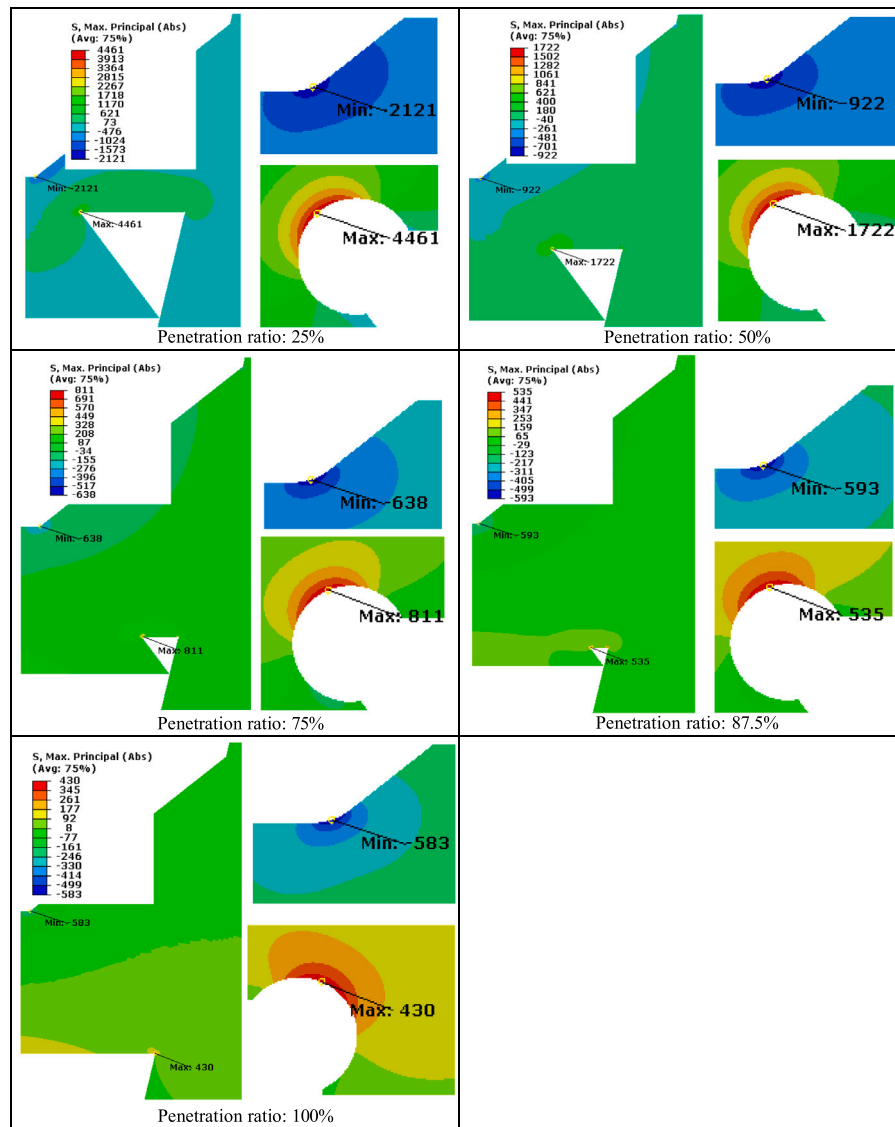 S, Max. Principal (Abs)
(Avg: 75%)
4461
3913
3364
2815
2267
1718
1170
621
73
-476
-1024
-1573
-2121
Min: -2121
Max: 4461
Min: -2121
Max: 4461
Penetration ratio: 25%
S, Max. Principal (Abs)
(Avg: 75%)
1722
1502
1282
1061
841
621
400
180
-40
-261
-481
-701
-922
Min: -922
Max: 1722
Min: -922
Max: 1722
Penetration ratio: 50%
S, Max. Principal (Abs)
(Avg: 75%)
811
691
570
449
328
208
87
-34
-155
-276
-396
-517
-638
Min: -638
Max: 811
Min: -638
Max: 811
Penetration ratio: 75%
S, Max. Principal (Abs)
(Avg: 75%)
535
441
347
253
159
65
-29
-123
-217
-311
-405
-499
-593
Min: -593
Max: 535
Min: -593
Max: 535
Penetration ratio: 87.5%
S, Max. Principal (Abs)
(Avg: 75%)
430
345
261
177
92
8
-77
-161
-246
-330
-414
-499
-583
Min: -583
Max: 430
Min: -583
Max: 430
Penetration ratio: 100%